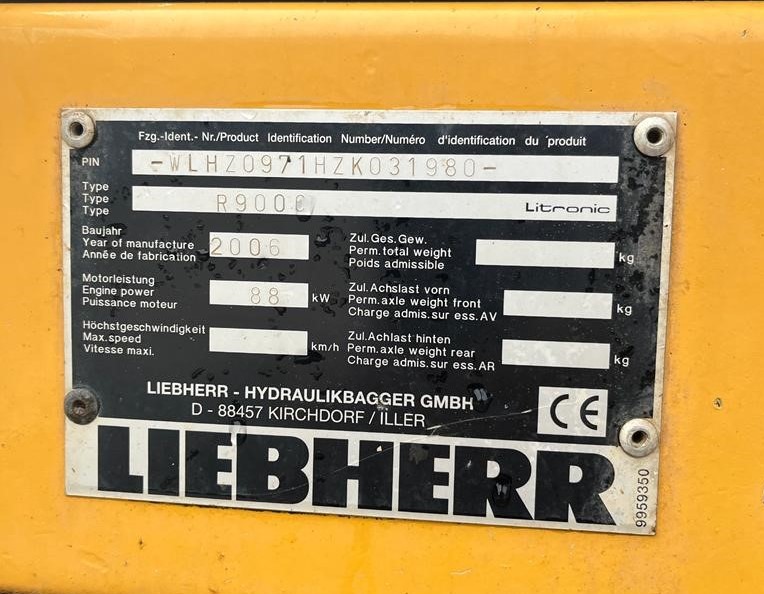 Fzg.-Ident.- Nr./Product Identification Number/Numéro d'identification du produit
PIN -WLHZ0971HZK031980-
Type
Type R900C Litronic
Type
Baujahr
Year of manufacture 2006
Année de fabrication
Zul.Ges.Gew.
Perm.total weight kg
Poids admissible
Motorleistung
Engine power 88 kW
Puissance moteur
Zul.Achslast vorn
Perm.axle weight front kg
Charge admis.sur ess.AV
Höchstgeschwindigkeit
Max.speed km/h
Vitesse maxi.
Zul.Achlast hinten
Perm.axle weight rear kg
Charge admis.sur ess.AR
LIEBHERR - HYDRAULIKBAGGER GMBH
D - 88457 KIRCHDORF / ILLER
CE
LIEBHERR
9959350